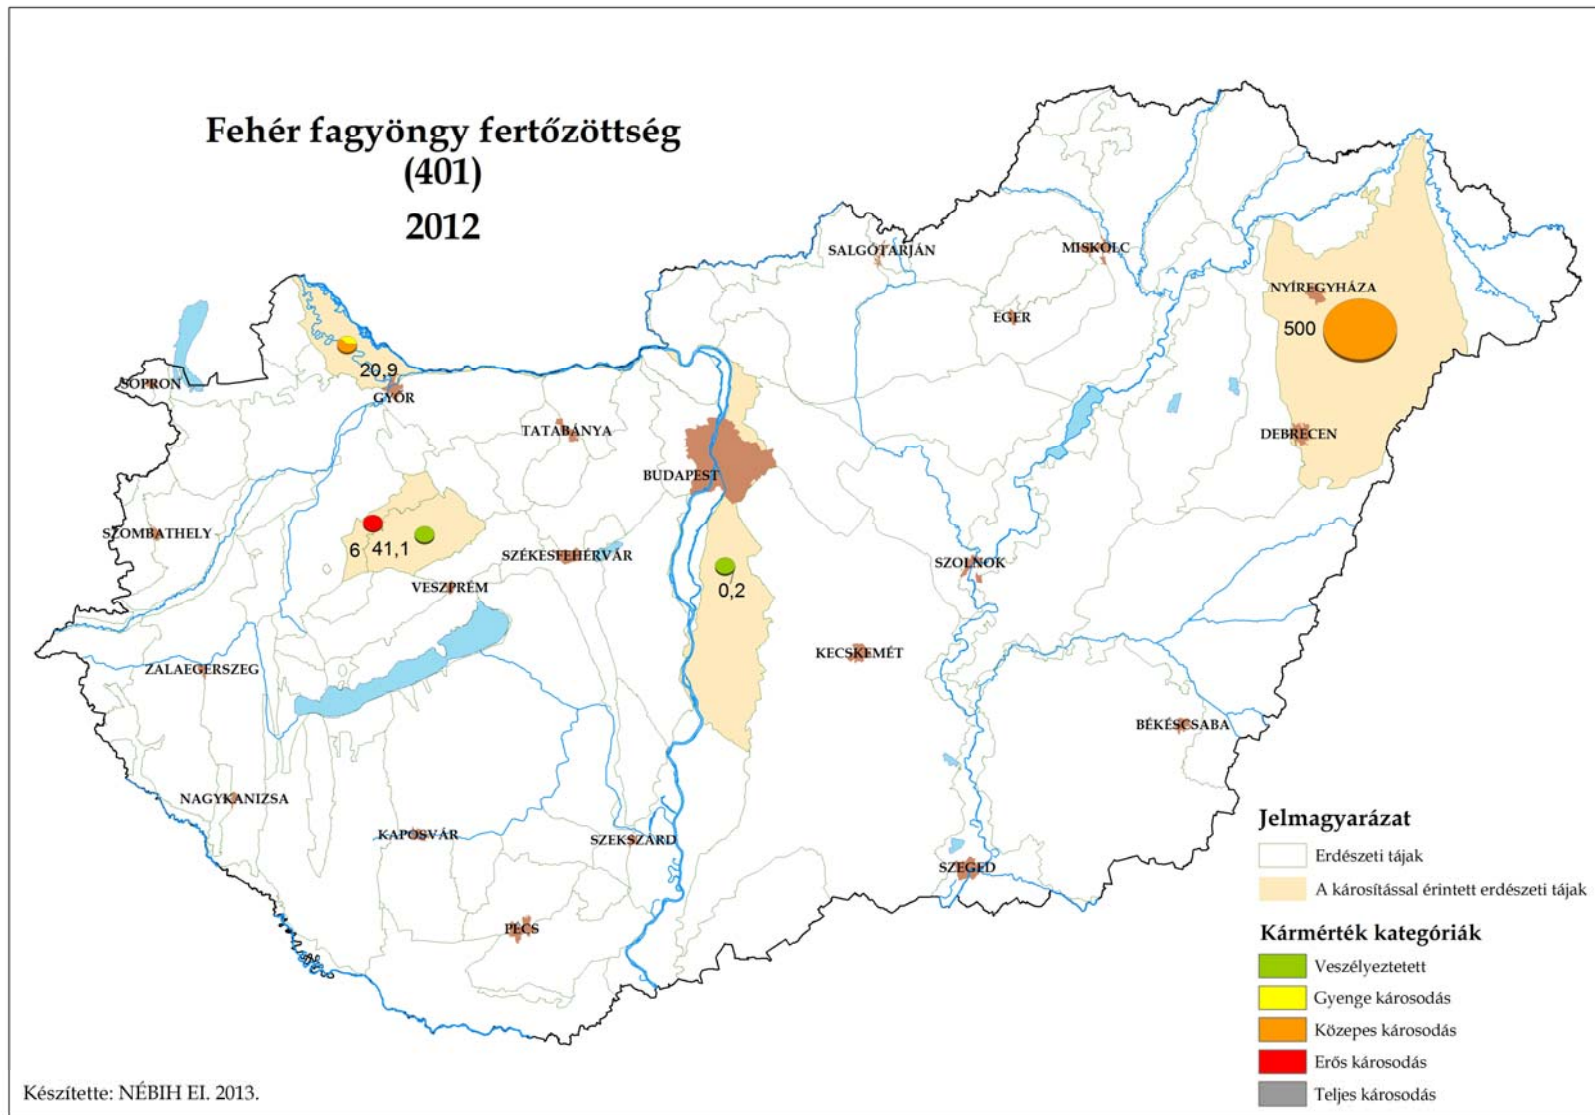 Fehér fagyöngy fertőzöttség
(401)
2012
SALGÓTARJÁN
MISKOLC
NYÍREGYHÁZA
EGER
500
20,9
SOPRON
GYŐR
TATABÁNYA
DEBRECEN
BUDAPEST
SZOMBATHELY
6
41,1
SZÉKESFEHÉRVÁR
SZOLNOK
VESZPRÉM
0,2
KECSKEMÉT
ZALAEGERSZEG
BÉKÉSCSABA
NAGYKANIZSA
KAPOSVÁR
SZEKSZÁRD
SZEGED
PÉCS
Jelmagyarázat
Erdészeti tájak
A károsítással érintett erdészeti tájak
Kármérték kategóriák
Veszélyeztetett
Gyenge károsodás
Közepes károsodás
Erős károsodás
Teljes károsodás
Készítette: NÉBIH EI. 2013.